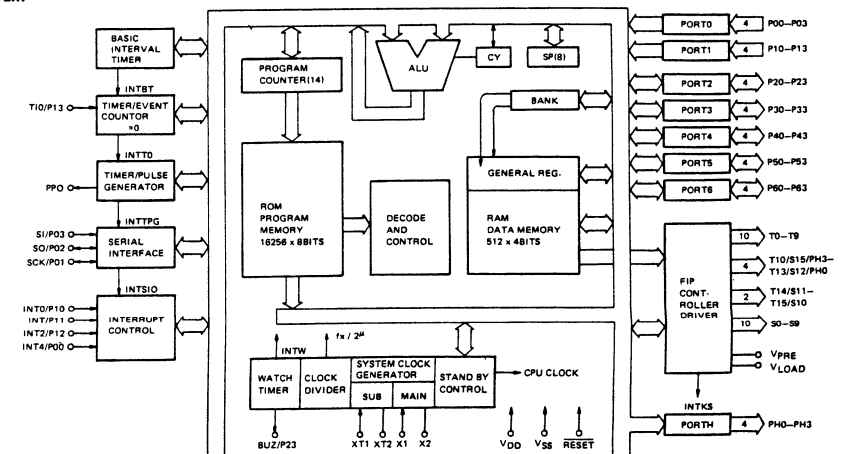 BASIC
INTERVAL
TIMER
INTBT
TI0/P13
TIMER/EVENT
COUNTOR
×0
INTT0
PPO
TIMER/PULSE
GENERATOR
INTTPG
SI/P03
SO/P02
SCK/P01
SERIAL
INTERFACE
INTSIO
INT0/P10
INT/P11
INT2/P12
INT4/P00
INTERRUPT
CONTROL
PROGRAM
COUNTER(14)
ALU
CY
SP(8)
BANK
GENERAL REG.
ROM
PROGRAM
MEMORY
16256 x 8BITS
DECODE
AND
CONTROL
RAM
DATA MEMORY
512 x 4BITS
INTW
fx / 2
WATCH
TIMER
CLOCK
DIVIDER
SYSTEM CLOCK
GENERATOR
SUB
MAIN
STAND BY
CONTROL
CPU CLOCK
BUZ/P23
XT1
XT2
X1
X2
VDD
VSS
RESET
PORT0 4 P00–P03
PORT1 4 P10–P13
PORT2 4 P20–P23
PORT3 4 P30–P33
PORT4 4 P40–P43
PORT5 4 P50–P53
PORT6 4 P60–P63
FIP
CONT-
ROLLER
DRIVER
10 T0–T9
4 T10/S15/PH3–
T13/S12/PH0
2 T14/S11–
T15/S10
10 S0–S9
VPRE
VLOAD
INTKS
PORTH 4 PH0–PH3